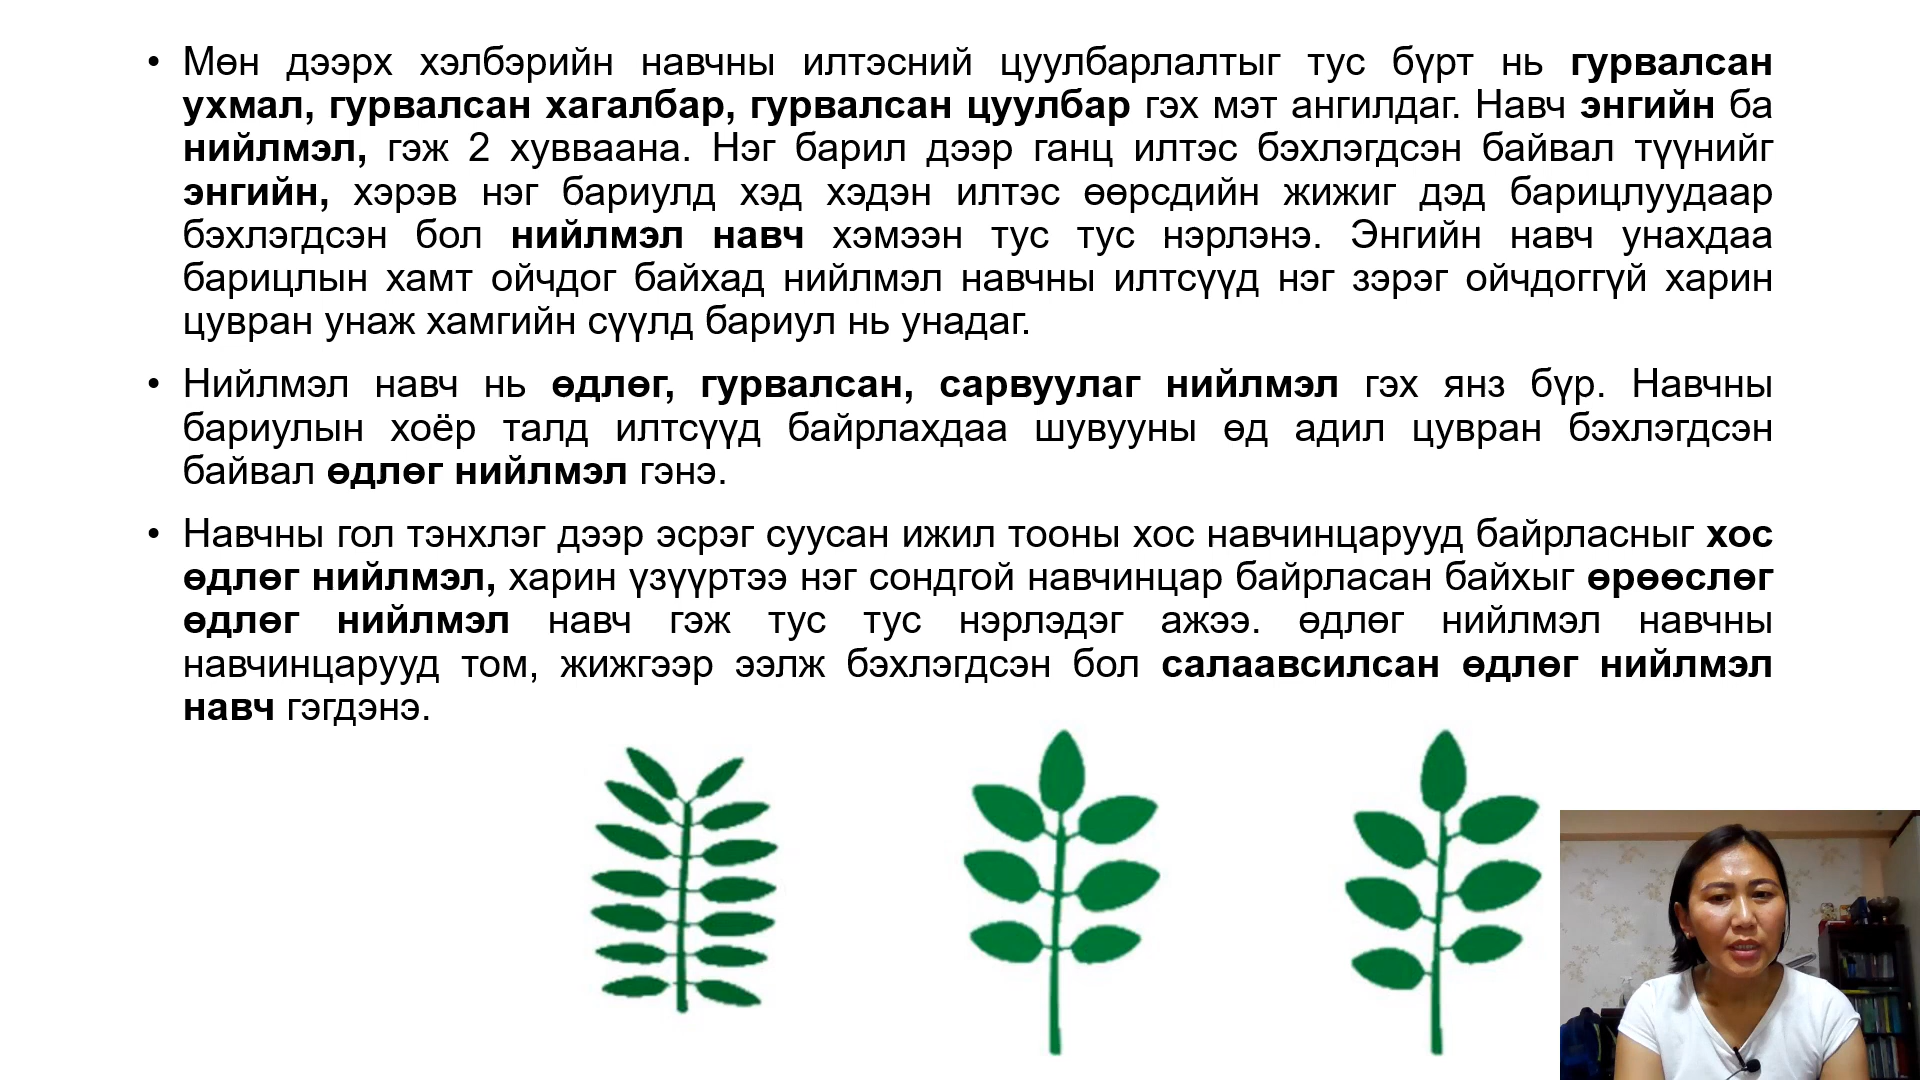 • Мөн дээрх хэлбэрийн навчны илтэсний цуулбарлалтыг тус бүрт нь гурвалсан
ухмал, гурвалсан хагалбар, гурвалсан цуулбар гэх мэт ангилдаг. Навч энгийн ба
нийлмэл, гэж 2 хувваана. Нэг барил дээр ганц илтэс бэхлэгдсэн байвал түүнийг
энгийн, хэрэв нэг бариулд хэд хэдэн илтэс өөрсдийн жижиг дэд барицлуудаар
бэхлэгдсэн бол нийлмэл навч хэмээн тус тус нэрлэнэ. Энгийн навч унахдаа
барицлын хамт ойчдог байхад нийлмэл навчны илтсүүд нэг зэрэг ойчдоггүй харин
цувран унаж хамгийн сүүлд бариул нь унадаг.
• Нийлмэл навч нь өдлөг, гурвалсан, сарвуулаг нийлмэл гэх янз бүр. Навчны
бариулын хоёр талд илтсүүд байрлахдаа шувууны өд адил цувран бэхлэгдсэн
байвал өдлөг нийлмэл гэнэ.
• Навчны гол тэнхлэг дээр эсрэг суусан ижил тооны хос навчинцарууд байрласныг хос
өдлөг нийлмэл, харин үзүүртээ нэг сондгой навчинцар байрласан байхыг өрөөслөг
өдлөг нийлмэл навч гэж тус тус нэрлэдэг ажээ. өдлөг нийлмэл навчны
навчинцарууд том, жижгээр ээлж бэхлэгдсэн бол салаавсилсан өдлөг нийлмэл
навч гэгдэнэ.